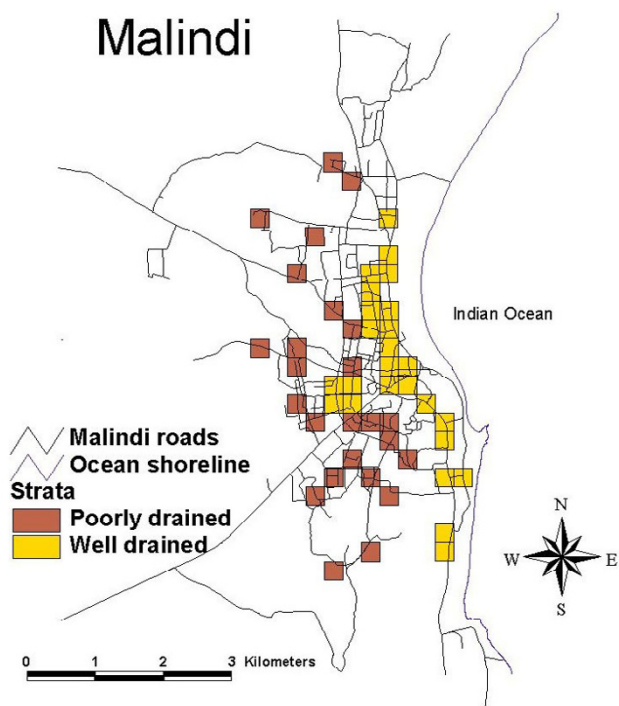 Malindi
Indian Ocean
Malindi roads
Ocean shoreline
Strata
Poorly drained
Well drained
N
W E
S
0 1 2 3 Kilometers